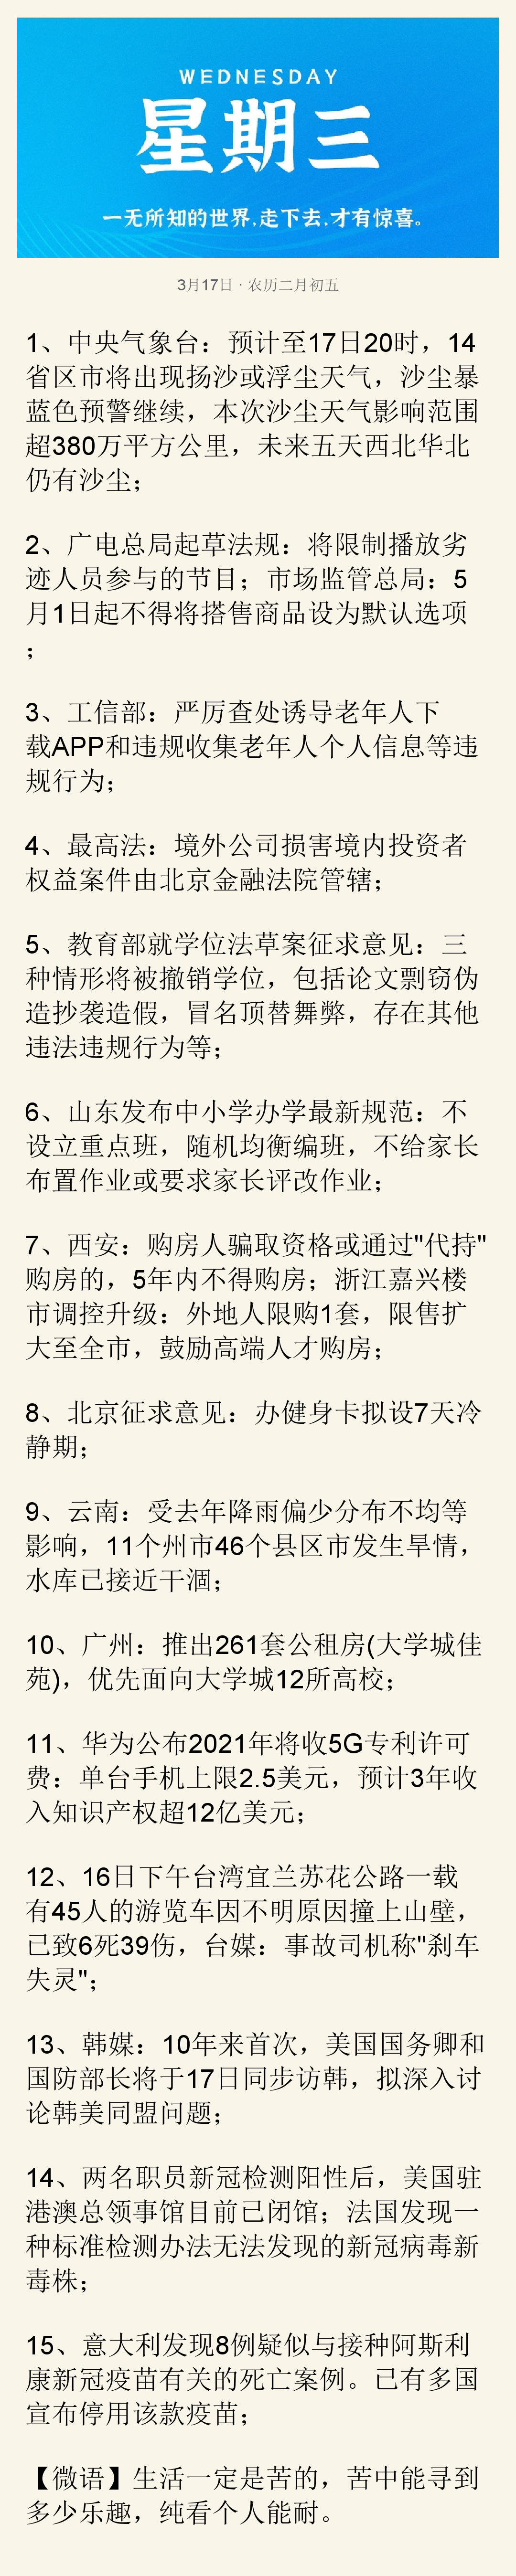 WEDNESDAY
星期三
一无所知的世界,走下去,才有惊喜。
3月17日 · 农历二月初五
1、中央气象台：预计至17日20时，14
省区市将出现扬沙或浮尘天气，沙尘暴
蓝色预警继续，本次沙尘天气影响范围
超380万平方公里，未来五天西北华北
仍有沙尘；
2、广电总局起草法规：将限制播放劣
迹人员参与的节目；市场监管总局：5
月1日起不得将搭售商品设为默认选项
；
3、工信部：严厉查处诱导老年人下
载APP和违规收集老年人个人信息等违
规行为；
4、最高法：境外公司损害境内投资者
权益案件由北京金融法院管辖；
5、教育部就学位法草案征求意见：三
种情形将被撤销学位，包括论文剽窃伪
造抄袭造假，冒名顶替舞弊，存在其他
违法违规行为等；
6、山东发布中小学办学最新规范：不
设立重点班，随机均衡编班，不给家长
布置作业或要求家长评改作业；
7、西安：购房人骗取资格或通过"代持"
购房的，5年内不得购房；浙江嘉兴楼
市调控升级：外地人限购1套，限售扩
大至全市，鼓励高端人才购房；
8、北京征求意见：办健身卡拟设7天冷
静期；
9、云南：受去年降雨偏少分布不均等
影响，11个州市46个县区市发生旱情，
水库已接近干涸；
10、广州：推出261套公租房(大学城佳
苑)，优先面向大学城12所高校；
11、华为公布2021年将收5G专利许可
费：单台手机上限2.5美元，预计3年收
入知识产权超12亿美元；
12、16日下午台湾宜兰苏花公路一载
有45人的游览车因不明原因撞上山壁，
已致6死39伤，台媒：事故司机称"刹车
失灵"；
13、韩媒：10年来首次，美国国务卿和
国防部长将于17日同步访韩，拟深入讨
论韩美同盟问题；
14、两名职员新冠检测阳性后，美国驻
港澳总领事馆目前已闭馆；法国发现一
种标准检测办法无法发现的新冠病毒新
毒株；
15、意大利发现8例疑似与接种阿斯利
康新冠疫苗有关的死亡案例。已有多国
宣布停用该款疫苗；
【微语】生活一定是苦的，苦中能寻到
多少乐趣，纯看个人能耐。